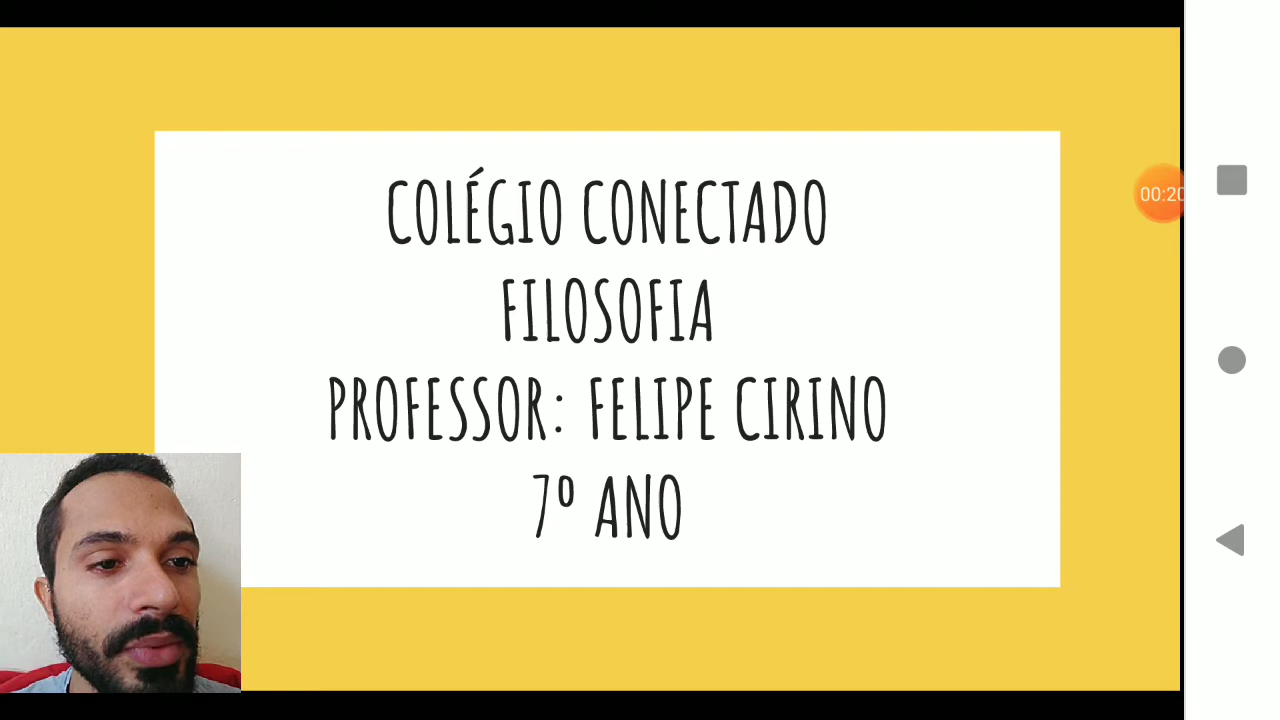 COLÉGIO CONECTADO
FILOSOFIA
PROFESSOR: FELIPE CIRINO
7º ANO
00:20